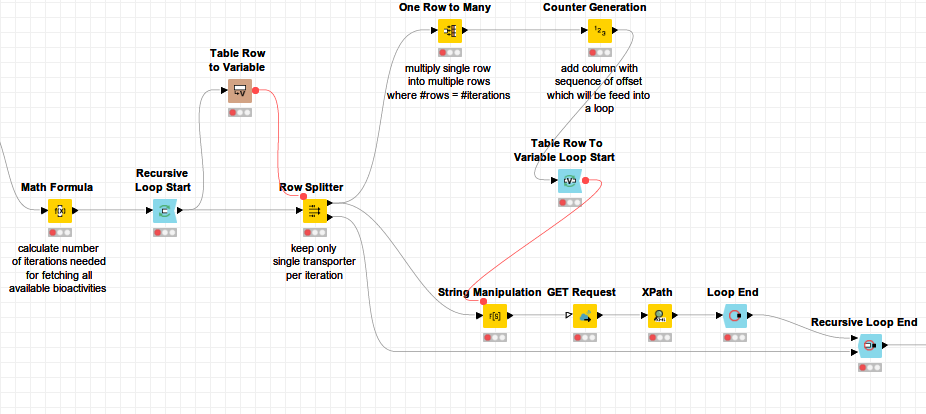 One Row to Many
Counter Generation
multiply single row
into multiple rows
where #rows = #iterations
add column with
sequence of offset
which will be feed into
a loop
Table Row
to Variable
Table Row To
Variable Loop Start
Math Formula
Recursive
Loop Start
Row Splitter
calculate number
of iterations needed
for fetching all
available bioactivities
keep only
single transporter
per iteration
String Manipulation
GET Request
XPath
Loop End
Recursive Loop End